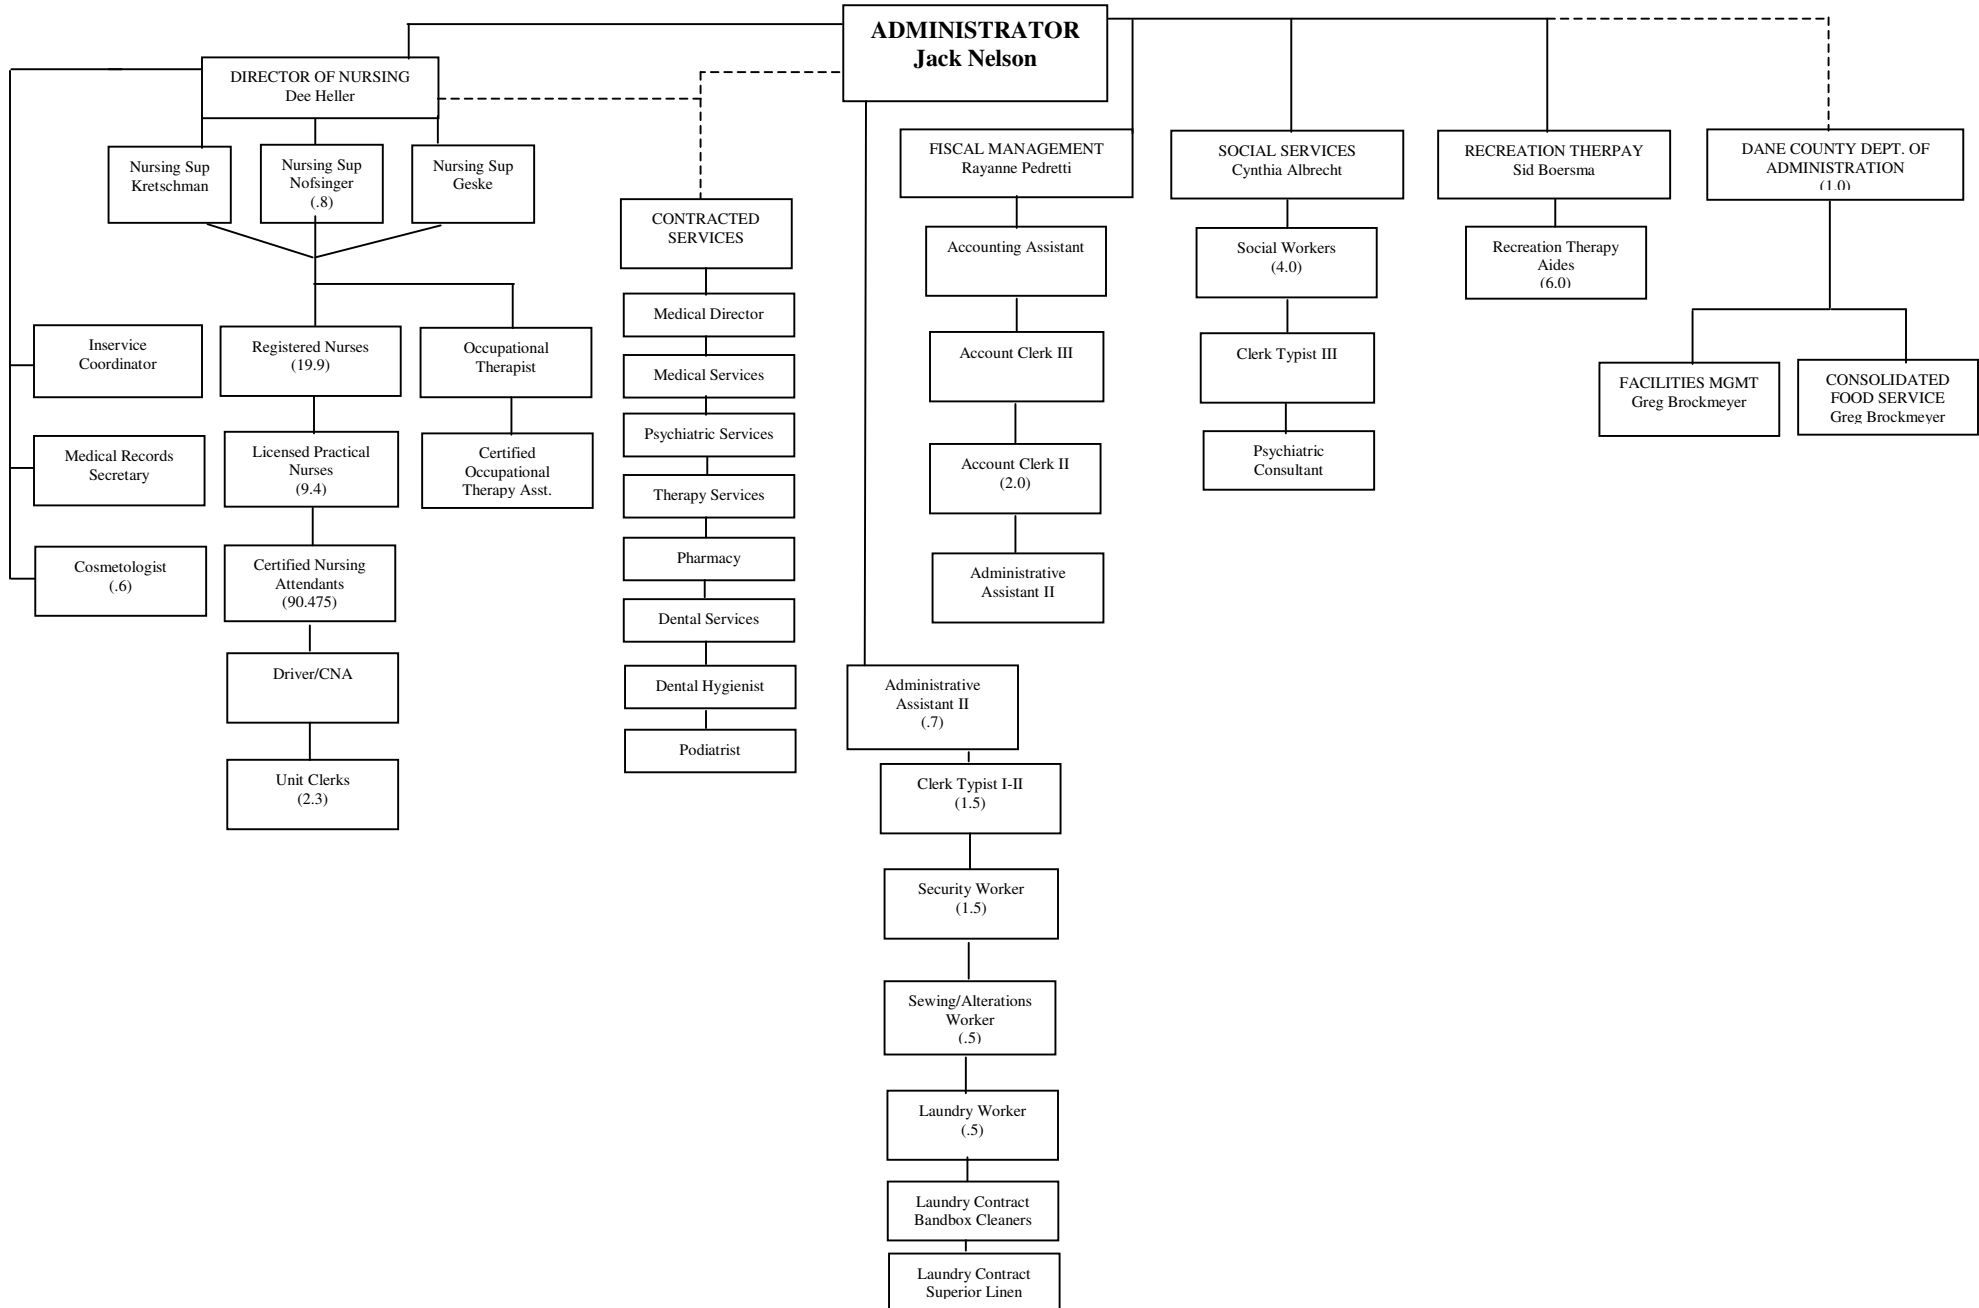 ADMINISTRATOR
Jack Nelson
DIRECTOR OF NURSING
Dee Heller
Nursing Sup
Kretschman
Nursing Sup
Nofsinger
(.8)
Nursing Sup
Geske
Inservice
Coordinator
Medical Records
Secretary
Cosmetologist
(.6)
Registered Nurses
(19.9)
Licensed Practical
Nurses
(9.4)
Certified Nursing
Attendants
(90.475)
Driver/CNA
Unit Clerks
(2.3)
Occupational
Therapist
Certified
Occupational
Therapy Asst.
CONTRACTED
SERVICES
Medical Director
Medical Services
Psychiatric Services
Therapy Services
Pharmacy
Dental Services
Dental Hygienist
Podiatrist
Administrative
Assistant II
(.7)
Clerk Typist I-II
(1.5)
Security Worker
(1.5)
Sewing/Alterations
Worker
(.5)
Laundry Worker
(.5)
Laundry Contract
Bandbox Cleaners
Laundry Contract
Superior Linen
FISCAL MANAGEMENT
Rayanne Pedretti
Accounting Assistant
Account Clerk III
Account Clerk II
(2.0)
Administrative
Assistant II
SOCIAL SERVICES
Cynthia Albrecht
Social Workers
(4.0)
Clerk Typist III
Psychiatric
Consultant
RECREATION THERPAY
Sid Boersma
Recreation Therapy
Aides
(6.0)
DANE COUNTY DEPT. OF
ADMINISTRATION
(1.0)
FACILITIES MGMT
Greg Brockmeyer
CONSOLIDATED
FOOD SERVICE
Greg Brockmeyer